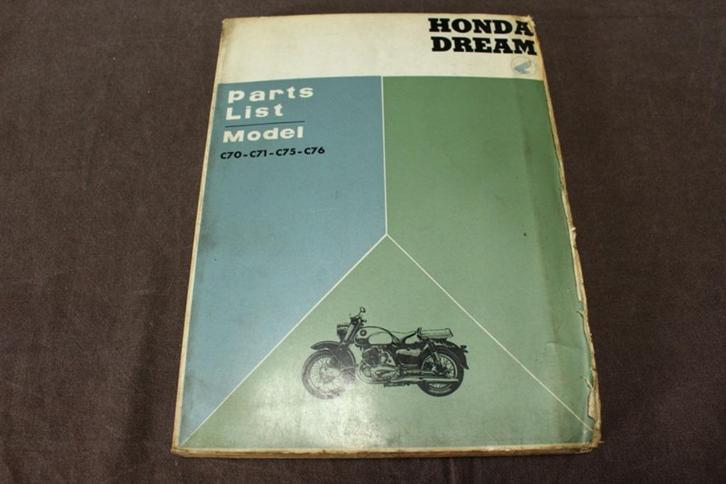 HONDA
DREAM
Parts
List
Model
C70-C71-C75-C76